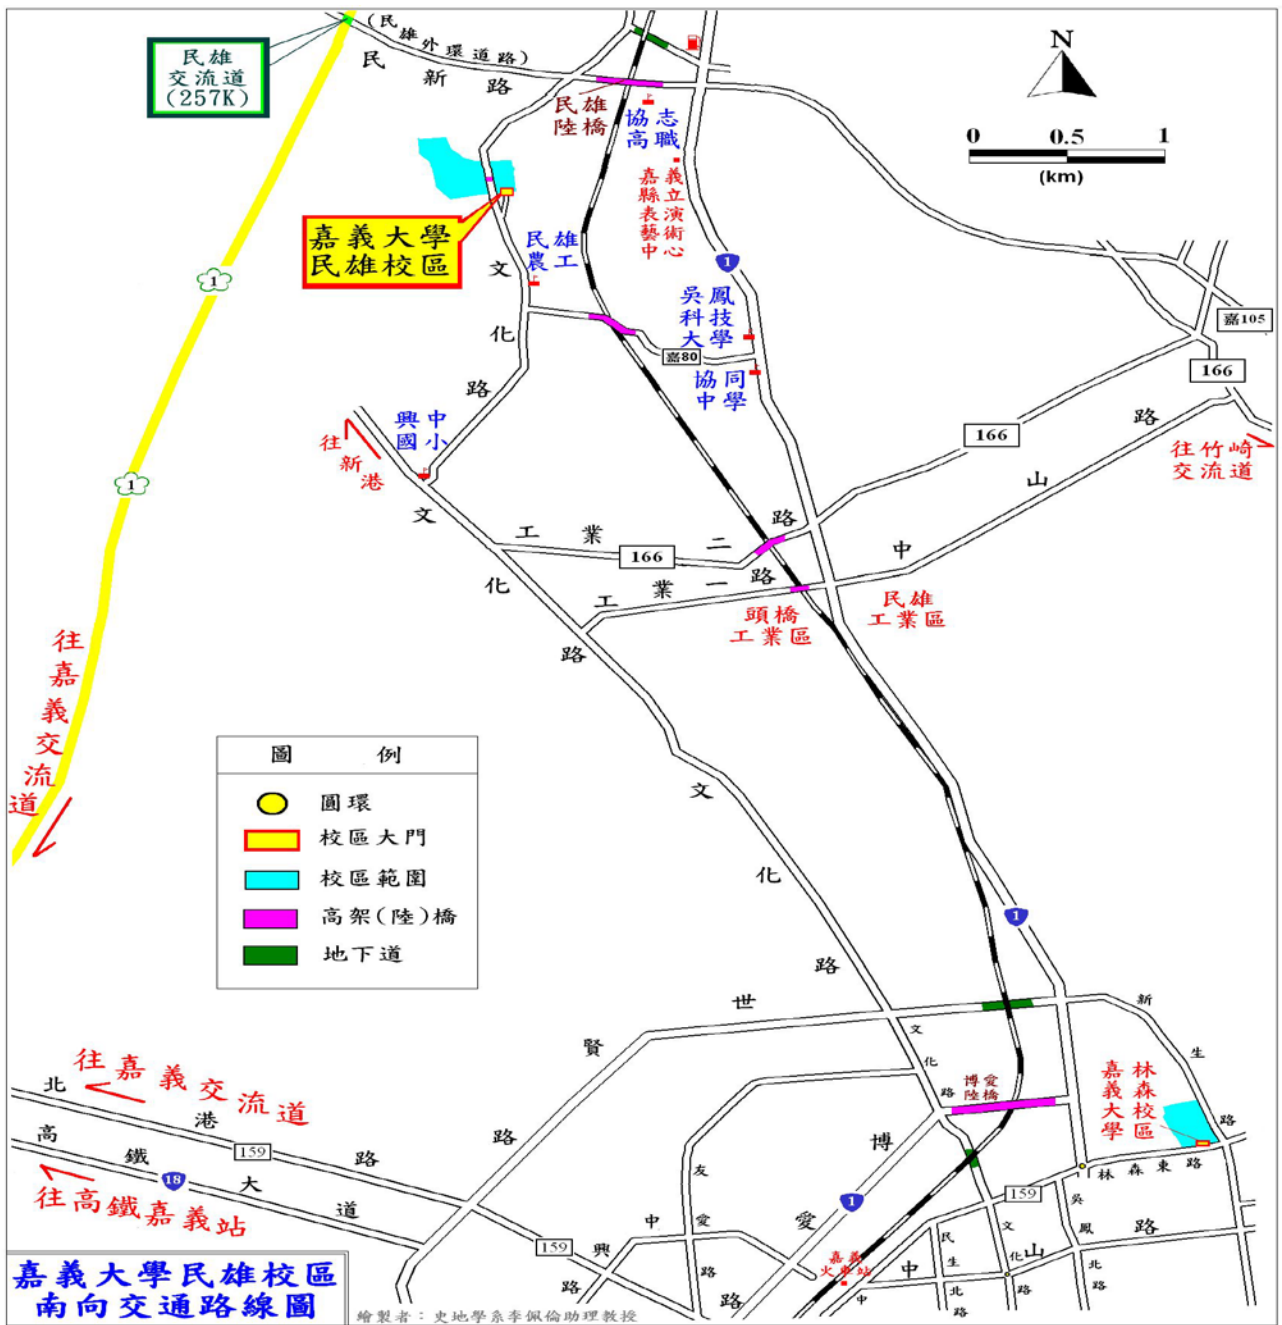 民雄
交流道
(257K)
(民雄外環道路)
民新路
民雄
陸橋
協志
高職
嘉義
縣立
表演
藝術
中心
N
0 0.5 1
(km)
嘉義大學
民雄校區
民雄
農工
文化路
1
1
1
吳鳳
科技
大學
嘉80
協同
中學
嘉105
166
166
興中
國小
往新港
往竹崎
交流道
中山路
文化路
工業二路
166
工業一路
頭橋
工業區
民雄
工業區
往嘉義交流道
圖 例
圓環
校區大門
校區範圍
高架(陸)橋
地下道
文化路
1
世賢路
新生路
文化路
博愛
陸橋
嘉義大學
林森校區
往嘉義交流道
北港路
159
高鐵大道
18
往高鐵嘉義站
159
友愛路
中興路
博愛路
1
159
林森東路
吳鳳北路
文化路
民生北路
中山路
中
嘉義
火車站
嘉義大學民雄校區
南向交通路線圖
繪製者：史地學系李佩倫助理教授